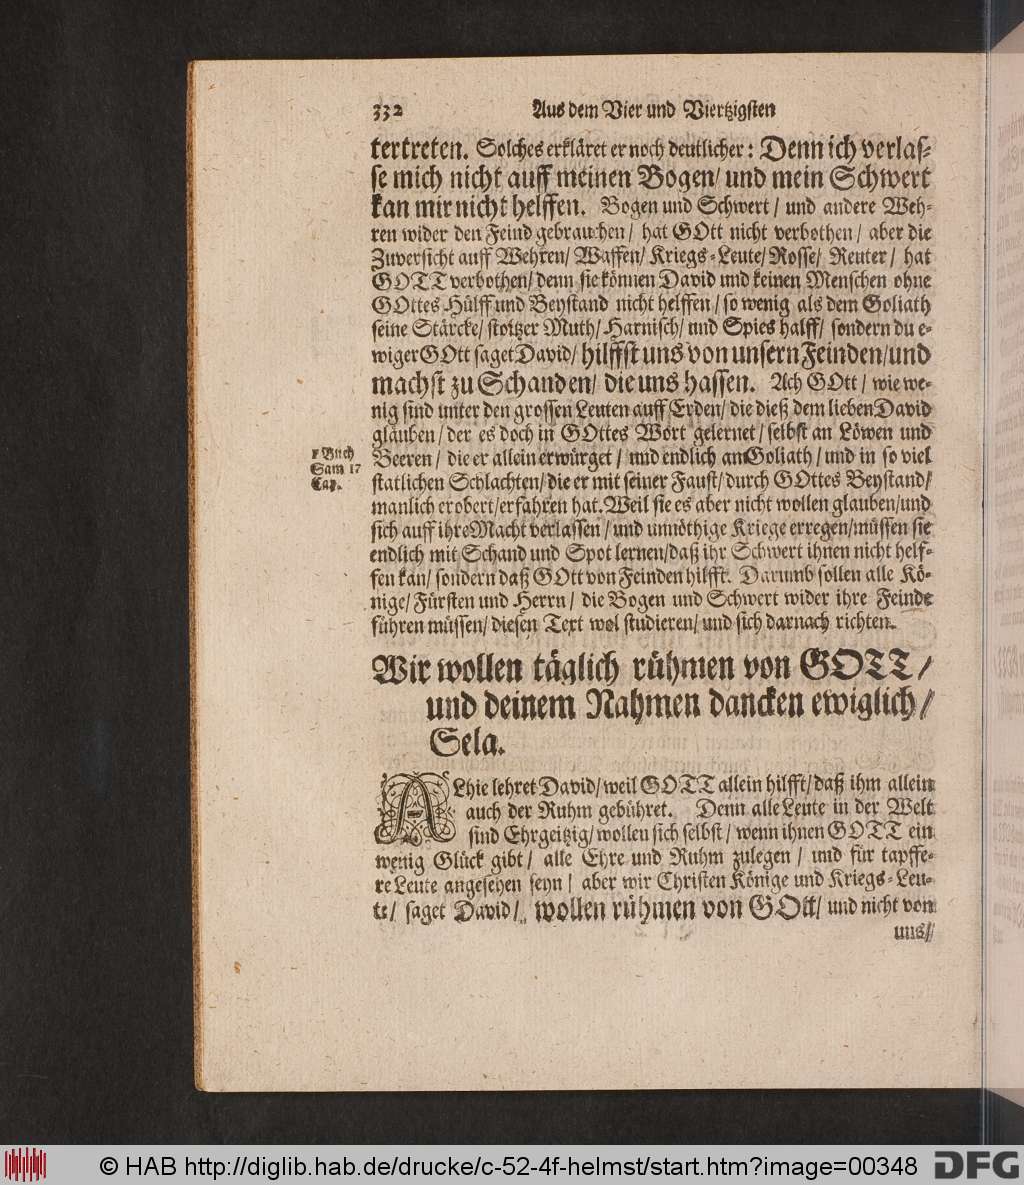 332 Aus dem Vier und Viertzigsten
tertreten. Solches erkläret er noch deutlicher: Denn ich verlas-
se mich nicht auff meinen Bogen/ und mein Schwert
kan mir nicht helffen. Bogen und Schwert/ und andere Weh-
ren wider den Feind gebrauchen/ hat GOtt nicht verbothen/ aber die
Zuversicht auff Wehren/ Waffen/ Kriegs-Leute/ Rosse/ Reuter/ hat
GOTT verbothen/ denn sie können David und keinen Menschen ohne
GOttes Hülff und Beystand nicht helffen/ so wenig als dem Goliath
seine Stärcke/ stoltzer Muth/ Harnisch/ und Spies halff/ sondern du e-
wiger GOtt saget David/ hilffst uns von unsern Feinden/ und
machst zu Schanden/ die uns hassen. Ach GOtt/ wie we-
nig sind unter den grossen Leuten auff Erden/ die dieß dem lieben David
gläuben/ der es doch in GOttes Wort gelernet/ selbst an Löwen und
Beeren/ die er allein erwürget/ und endlich an Goliath/ und in so viel
statlichen Schlachten/ die er mit seiner Faust/ durch GOttes Beystand/
manlich erobert/ erfahren hat. Weil sie es aber nicht wollen glauben/ und
sich auff ihre Macht verlassen/ und unnöthige Kriege erregen/ müssen sie
endlich mit Schand und Spot lernen/ daß ihr Schwert ihnen nicht helf-
fen kan/ sondern daß GOtt von Feinden hilfft. Darumb sollen alle Kö-
nige/ Fürsten und Herrn/ die Bogen und Schwert wider ihre Feinde
führen müssen/ diesen Text wol studieren/ und sich darnach richten.
1 Buch
Sam 17
Cap.
Wir wollen täglich rühmen von GOTT/
und deinem Nahmen dancken ewiglich/
Sela.
ALhie lehret David/ weil GOTT allein hilfft/ daß ihm allein
auch der Ruhm gebühret. Denn alle Leute in der Welt
sind Ehrgeitzig/ wollen sich selbst/ wenn ihnen GOTT ein
wenig Glück gibt/ alle Ehre und Ruhm zulegen/ und für tapffe-
re Leute angesehen seyn/ aber wir Christen Könige und Kriegs-Leu-
te/ saget David/ wollen rühmen von GOtt/ und nicht von
uns/
© HAB http://diglib.hab.de/drucke/c-52-4f-helmst/start.htm?image=00348 DFG